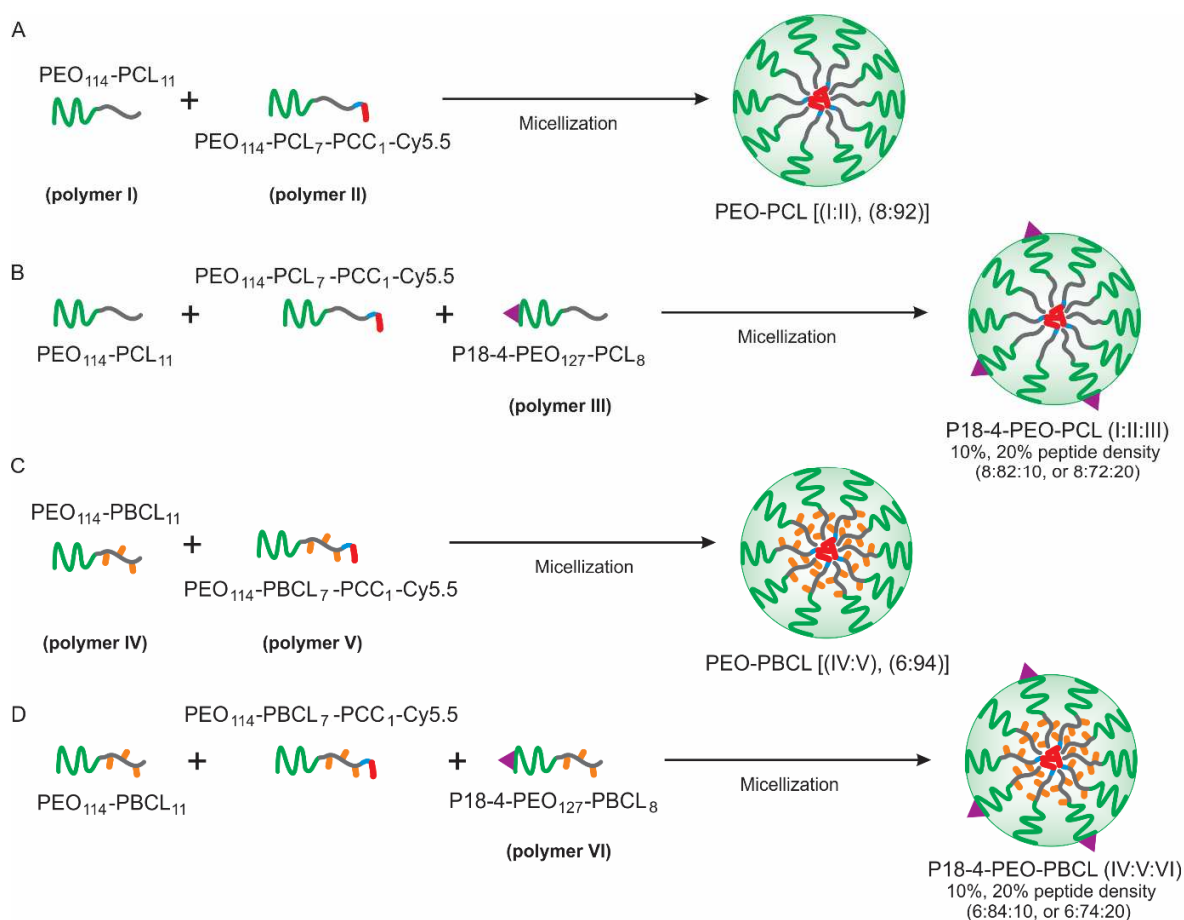 A
PEO₁₁₄-PCL₁₁
+
PEO₁₁₄-PCL₇-PCC₁-Cy5.5
(polymer I)
(polymer II)
Micellization
PEO-PCL [(I:II), (8:92)]
B
PEO₁₁₄-PCL₇-PCC₁-Cy5.5
+
+
PEO₁₁₄-PCL₁₁
P18-4-PEO₁₂₇-PCL₈
(polymer III)
Micellization
P18-4-PEO-PCL (I:II:III)
10%, 20% peptide density
(8:82:10, or 8:72:20)
C
PEO₁₁₄-PBCL₁₁
+
PEO₁₁₄-PBCL₇-PCC₁-Cy5.5
(polymer IV)
(polymer V)
Micellization
PEO-PBCL [(IV:V), (6:94)]
D
PEO₁₁₄-PBCL₇-PCC₁-Cy5.5
+
+
PEO₁₁₄-PBCL₁₁
P18-4-PEO₁₂₇-PBCL₈
(polymer VI)
Micellization
P18-4-PEO-PBCL (IV:V:VI)
10%, 20% peptide density
(6:84:10, or 6:74:20)